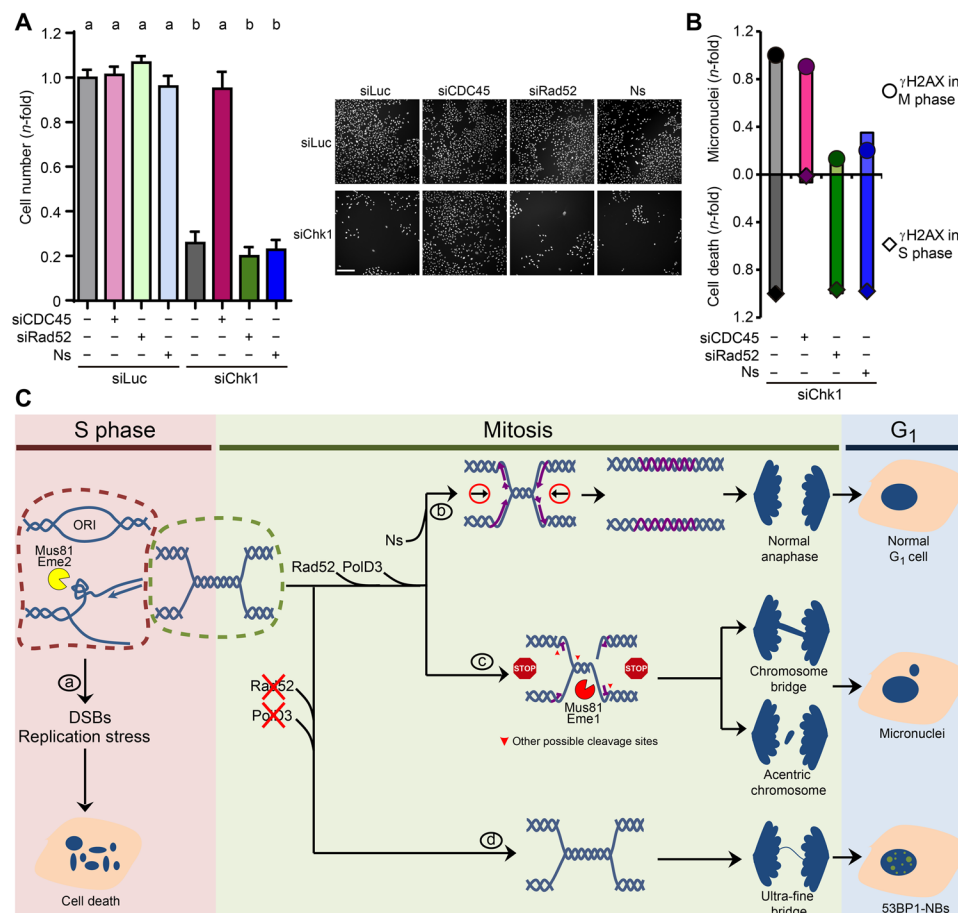 A
a a a a b a b b
Cell number (n-fold)
1.2
1.0
0.8
0.6
0.4
0.2
0
siCDC45 – + – – – + – –
siRad52 – – + – – – + –
Ns – – – + – – – +
siLuc siChk1
siLuc siCDC45 siRad52 Ns
siLuc
siChk1
B
Micronuclei (n-fold)
Cell death (n-fold)
1.2
0.8
0.4
0.0
0.4
0.8
1.2
γH2AX in
M phase
γH2AX in
S phase
siCDC45 – + – –
siRad52 – – + –
Ns – – – +
siChk1
C
S phase
Mitosis
G1
ORI
Mus81
Eme2
a
DSBs
Replication stress
Cell death
Rad52 PolD3
Ns
b
Normal
anaphase
Normal
G1 cell
Rad52
PolD3
c
STOP
STOP
Mus81
Eme1
Other possible cleavage sites
Chromosome
bridge
Acentric
chromosome
Micronuclei
d
Ultra-fine
bridge
53BP1-NBs